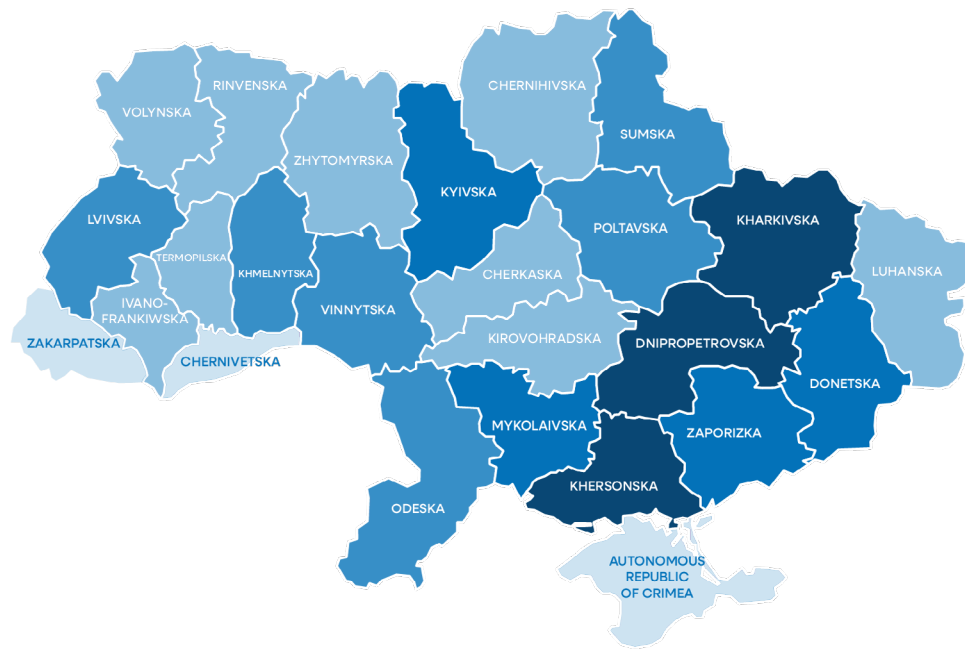 CHERNIHIVSKA
RINVENSKA
VOLYNSKA
SUMSKA
ZHYTOMYRSKA
KYIVSKA
LVIVSKA
KHARKIVSKA
POLTAVSKA
TERMOPILSKA
KHMELNYTSKA
CHERKASKA
LUHANSKA
IVANO-
FRANKIWSKA
VINNYTSKA
KIROVOHRADSKA
ZAKARPATSKA
DNIPROPETROVSKA
CHERNIVETSKA
DONETSKA
MYKOLAIVSKA
ZAPORIZKA
KHERSONSKA
ODESKA
AUTONOMOUS
REPUBLIC
OF CRIMEA